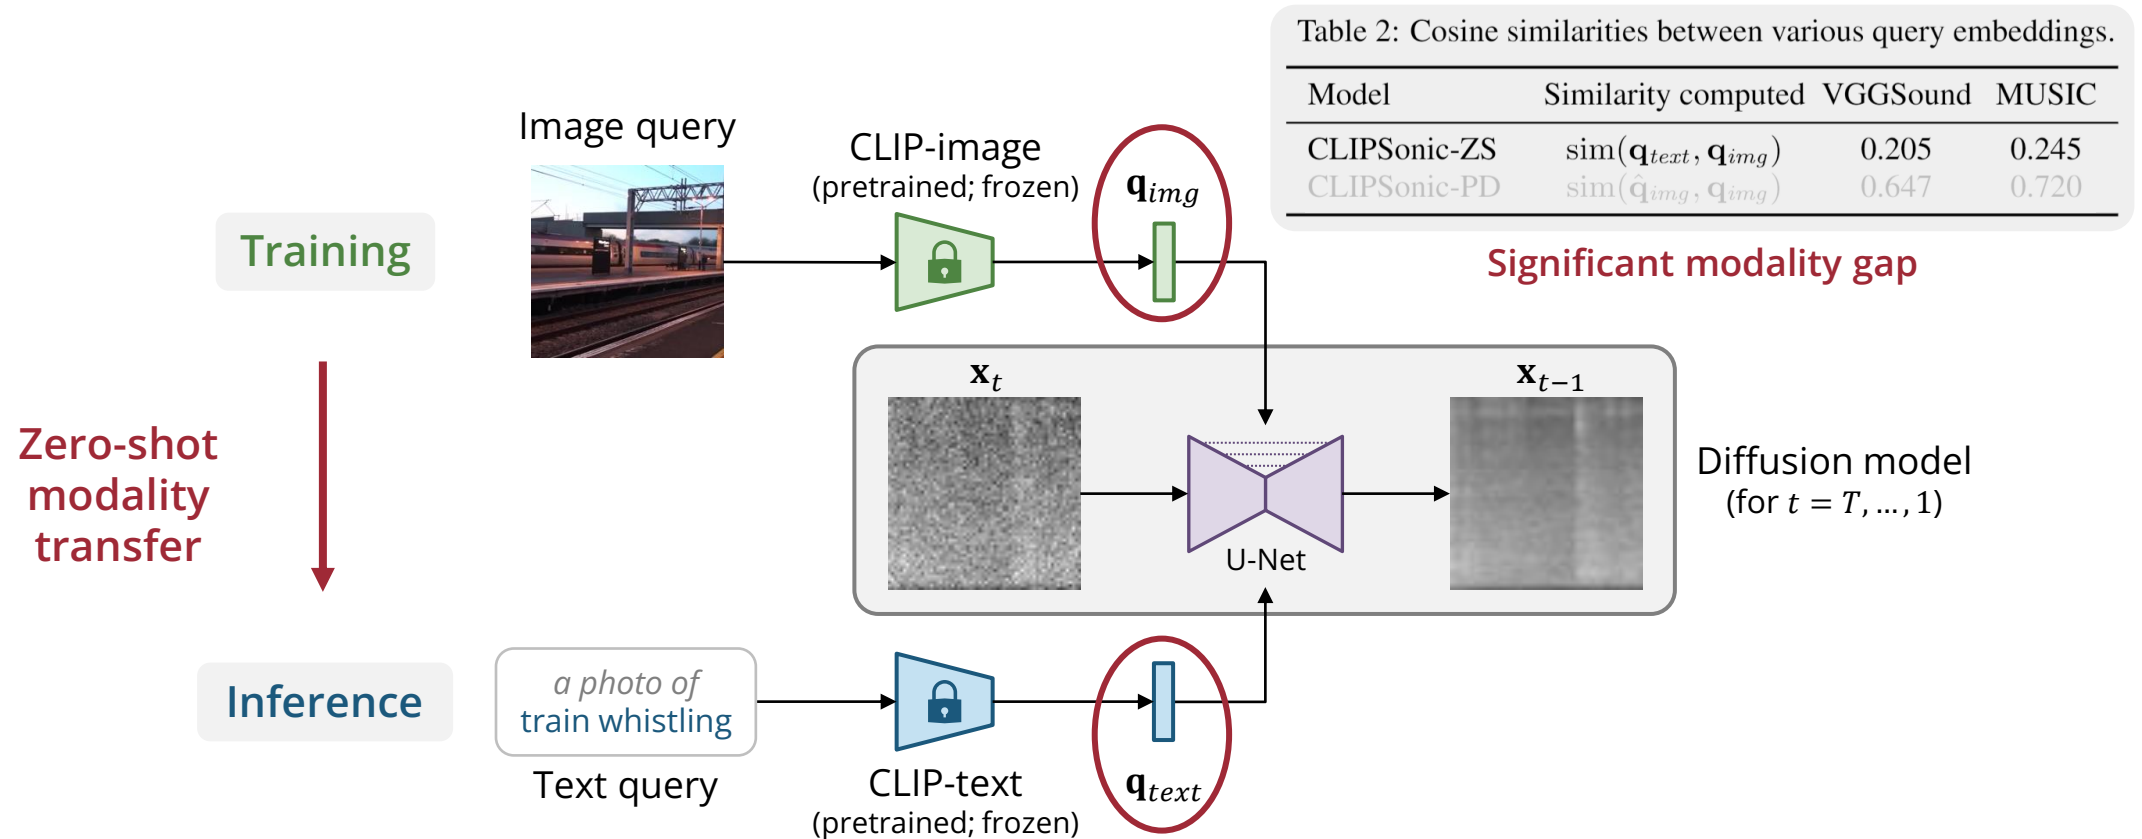 Table 2: Cosine similarities between various query embeddings.
Model Similarity computed VGGSound MUSIC
CLIPSonic-ZS sim(q_text, q_img) 0.205 0.245
CLIPSonic-PD sim(q̂_img, q_img) 0.647 0.720
Significant modality gap
Image query
CLIP-image
(pretrained; frozen)
q_img
Training
x_t
x_{t−1}
U-Net
Diffusion model
(for t = T, ..., 1)
Zero-shot
modality
transfer
Inference
a photo of
train whistling
Text query
CLIP-text
(pretrained; frozen)
q_text